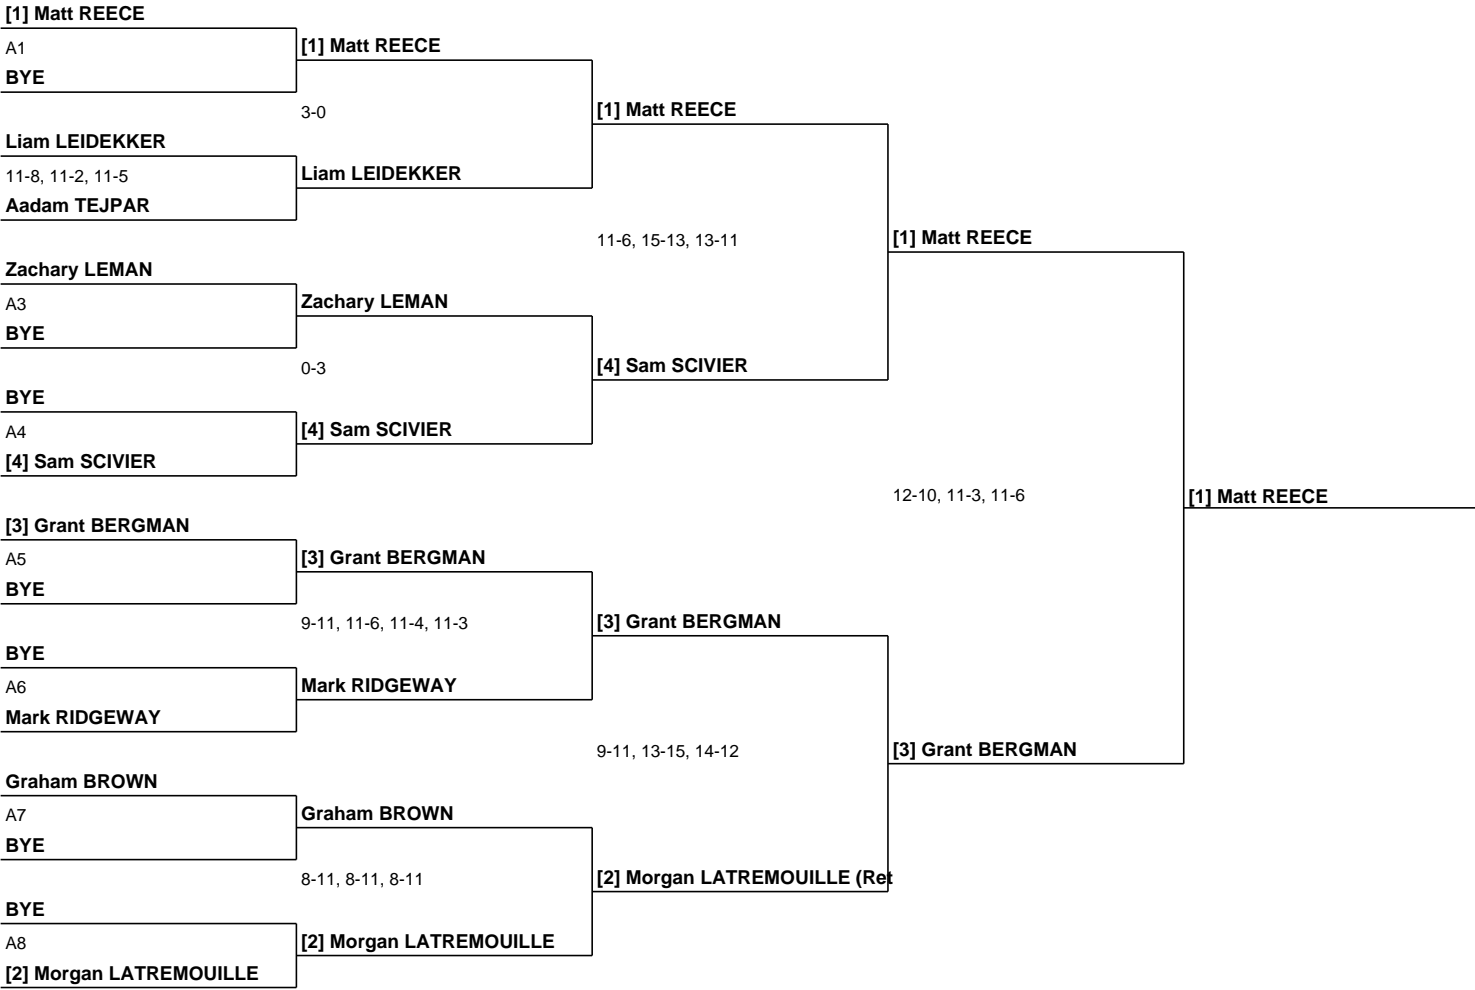 [1] Matt REECE
A1
BYE
Liam LEIDEKKER
11-8, 11-2, 11-5
Aadam TEJPAR
Zachary LEMAN
A3
BYE
BYE
A4
[4] Sam SCIVIER
[3] Grant BERGMAN
A5
BYE
BYE
A6
Mark RIDGEWAY
Graham BROWN
A7
BYE
BYE
A8
[2] Morgan LATREMOUILLE
[1] Matt REECE
3-0
Liam LEIDEKKER
Zachary LEMAN
0-3
[4] Sam SCIVIER
[3] Grant BERGMAN
9-11, 11-6, 11-4, 11-3
Mark RIDGEWAY
Graham BROWN
8-11, 8-11, 8-11
[2] Morgan LATREMOUILLE
[1] Matt REECE
11-6, 15-13, 13-11
[4] Sam SCIVIER
[3] Grant BERGMAN
9-11, 13-15, 14-12
[2] Morgan LATREMOUILLE (Ret
[1] Matt REECE
12-10, 11-3, 11-6
[3] Grant BERGMAN
[1] Matt REECE